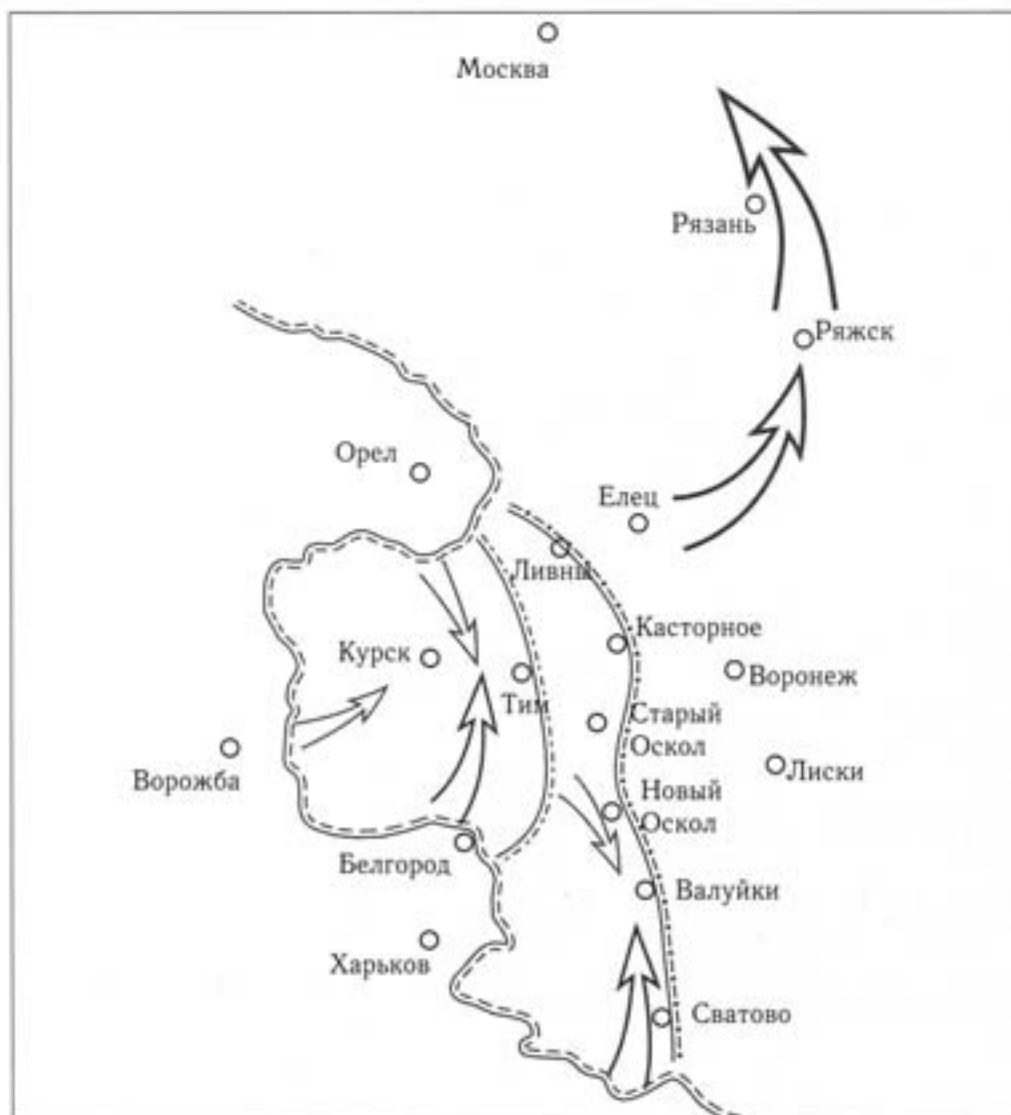 Москва
Рязань
Ряжск
Орел
Елец
Ливны
Касторное
Курск
Воронеж
Тим
Старый
Оскол
Ворожба
Лиски
Новый
Оскол
Белгород
Валуйки
Харьков
Сватово